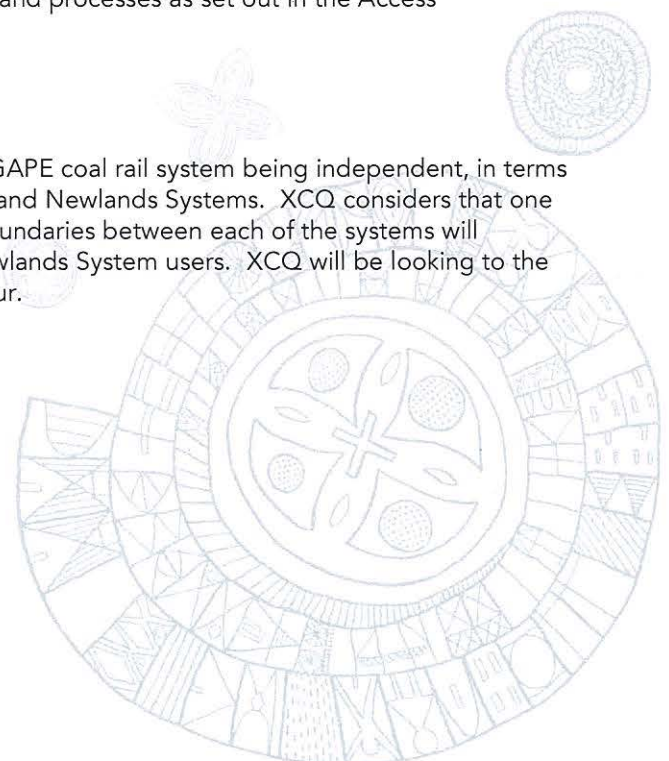 and processes as set out in the Access
GAPE coal rail system being independent, in terms
and Newlands Systems. XCQ considers that one
undaries between each of the systems will
wlands System users. XCQ will be looking to the
ur.